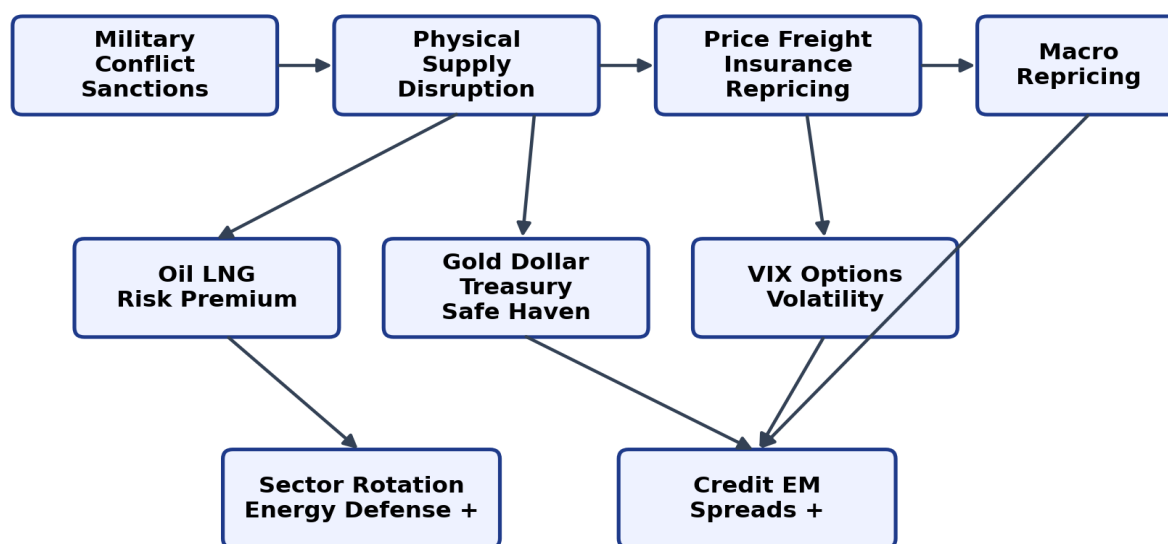 Military
Conflict
Sanctions
Physical
Supply
Disruption
Price Freight
Insurance
Repricing
Macro
Repricing
Oil LNG
Risk Premium
Gold Dollar
Treasury
Safe Haven
VIX Options
Volatility
Sector Rotation
Energy Defense +
Credit EM
Spreads +